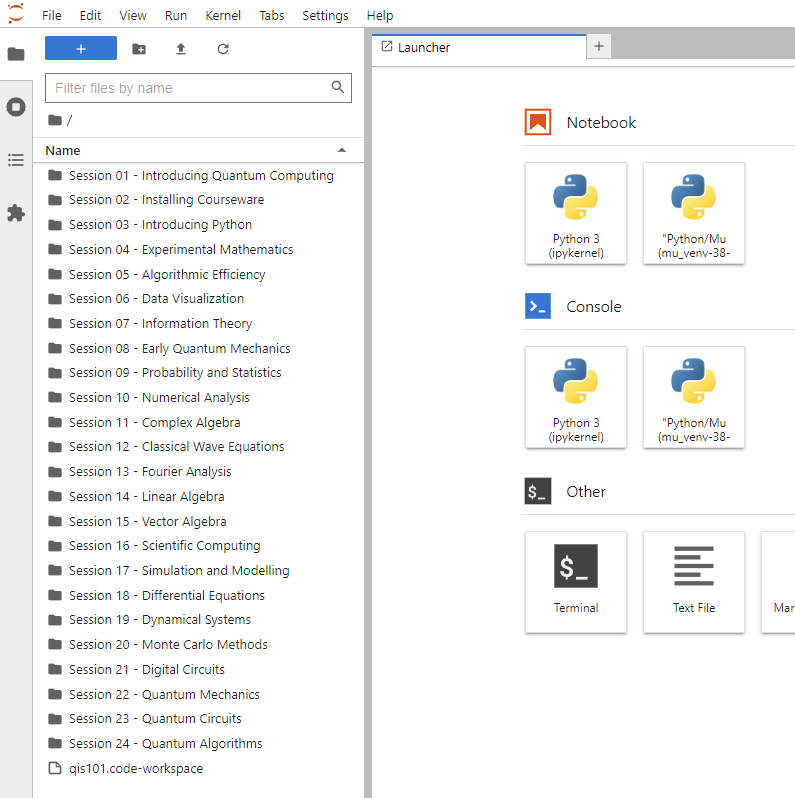 File Edit View Run Kernel Tabs Settings Help
+
Filter files by name
/
Name
Session 01 - Introducing Quantum Computing
Session 02 - Installing Courseware
Session 03 - Introducing Python
Session 04 - Experimental Mathematics
Session 05 - Algorithmic Efficiency
Session 06 - Data Visualization
Session 07 - Information Theory
Session 08 - Early Quantum Mechanics
Session 09 - Probability and Statistics
Session 10 - Numerical Analysis
Session 11 - Complex Algebra
Session 12 - Classical Wave Equations
Session 13 - Fourier Analysis
Session 14 - Linear Algebra
Session 15 - Vector Algebra
Session 16 - Scientific Computing
Session 17 - Simulation and Modelling
Session 18 - Differential Equations
Session 19 - Dynamical Systems
Session 20 - Monte Carlo Methods
Session 21 - Digital Circuits
Session 22 - Quantum Mechanics
Session 23 - Quantum Circuits
Session 24 - Quantum Algorithms
qis101.code-workspace
Launcher +
Notebook
Python 3
(ipykernel)
"Python/Mu
(mu_venv-38-
Console
Python 3
(ipykernel)
"Python/Mu
(mu_venv-38-
$_ Other
$_
Terminal
Text File
Mar